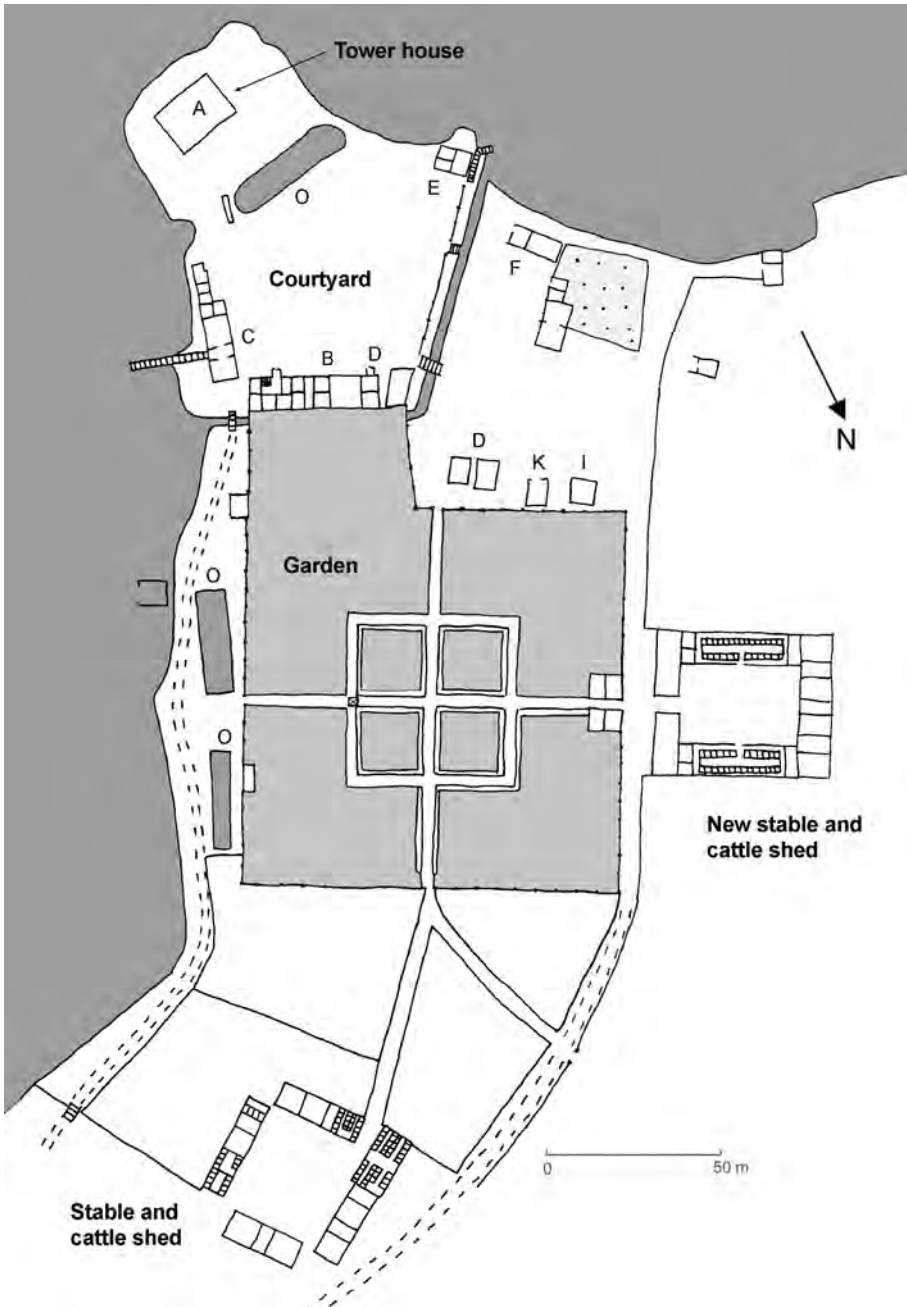 Tower house
A
E
O
F
Courtyard
C
B
D
N
D
K
I
Garden
O
O
New stable and
cattle shed
0
50 m
Stable and
cattle shed